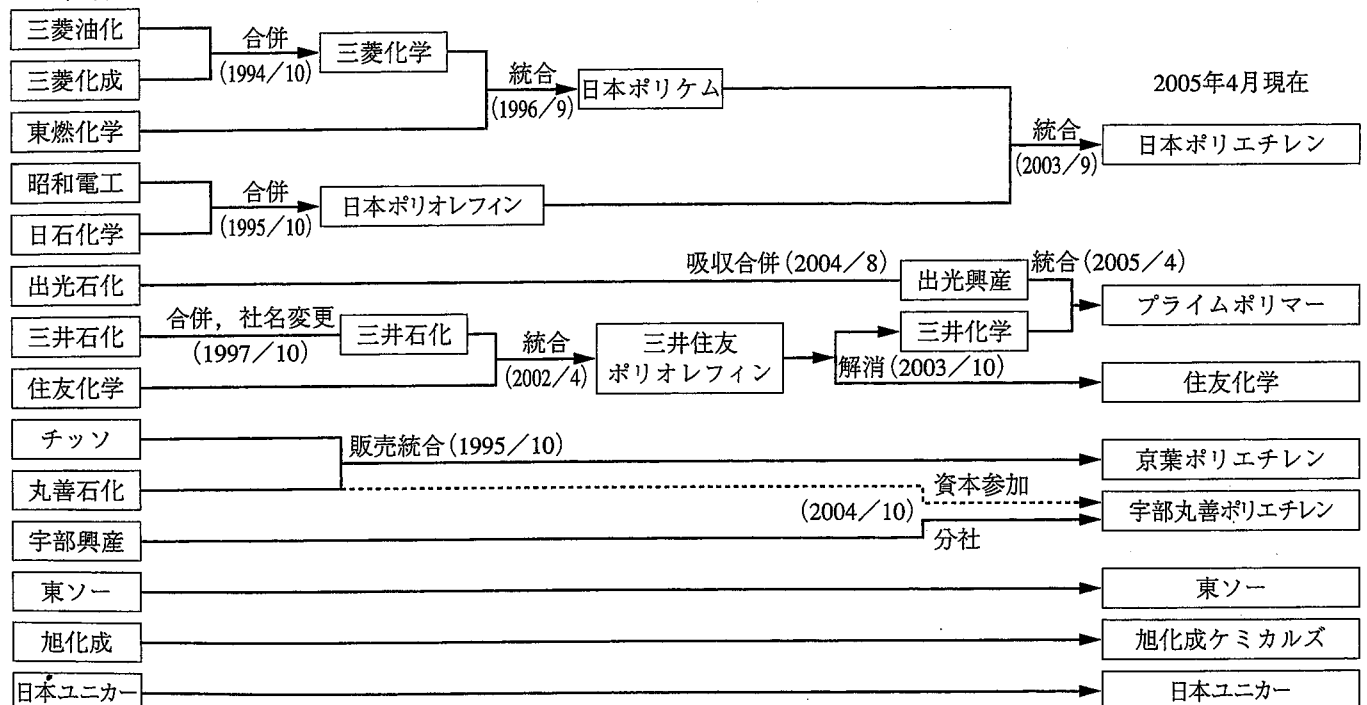 三菱油化
三菱化成
東燃化学
昭和電工
日石化学
出光石化
三井石化
住友化学
チッソ
丸善石化
宇部興産
東ソー
旭化成
日本ユニカー
合併
(1994/10)
三菱化学
統合
(1996/9)
日本ポリケム
合併
(1995/10)
日本ポリオレフィン
統合
(2003/9)
吸収合併(2004/8)
出光興産
統合(2005/4)
合併，社名変更
(1997/10)
三井石化
統合
(2002/4)
三井住友
ポリオレフィン
三井化学
解消(2003/10)
販売統合(1995/10)
資本参加
(2004/10)
分社
2005年4月現在
日本ポリエチレン
プライムポリマー
住友化学
京葉ポリエチレン
宇部丸善ポリエチレン
東ソー
旭化成ケミカルズ
日本ユニカー